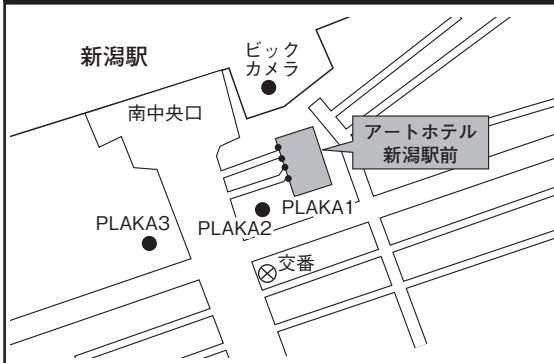 新潟駅
ビック
カメラ
南中央口
アートホテル
新潟駅前
PLAKA1
PLAKA2
PLAKA3
交番